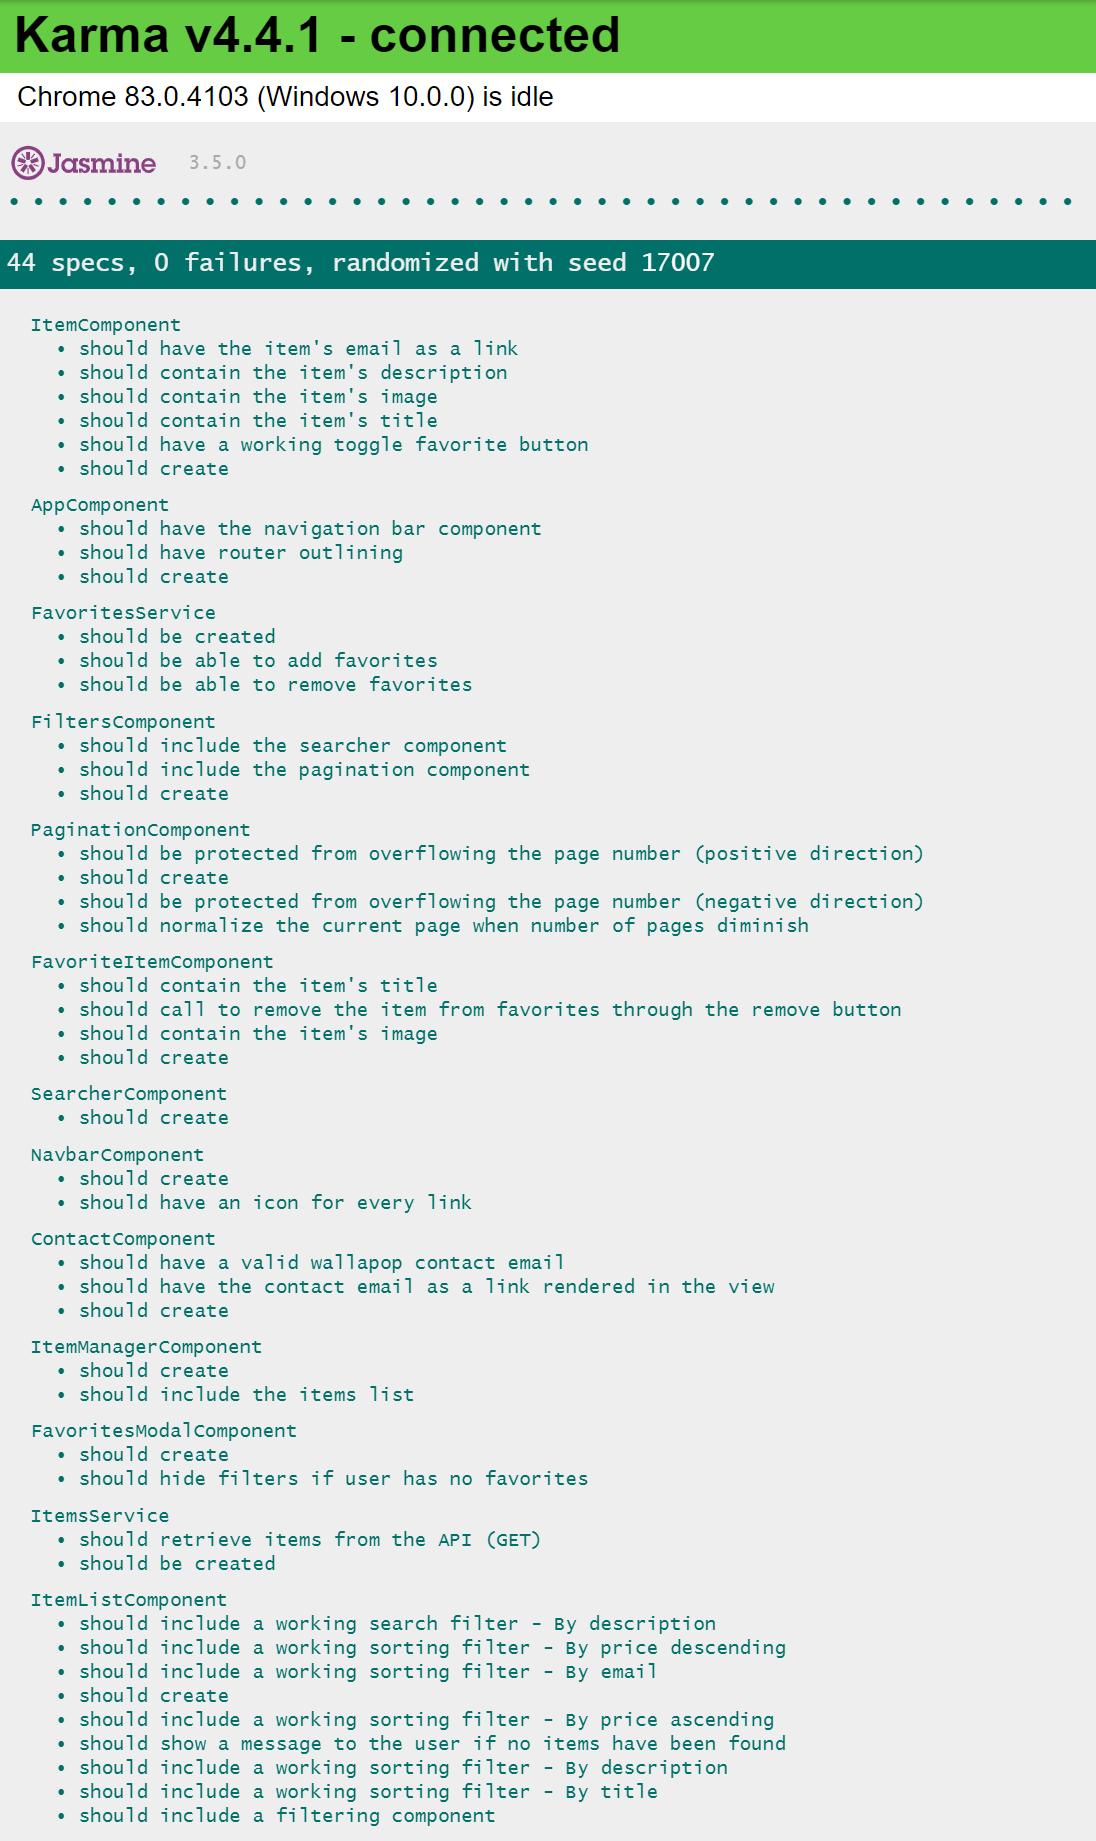 Karma v4.4.1 - connected
Chrome 83.0.4103 (Windows 10.0.0) is idle
Jasmine 3.5.0
• • • • • • • • • • • • • • • • • • • • • • • • • • • • • • • • • • • • • • • • • • • •
44 specs, 0 failures, randomized with seed 17007
ItemComponent
• should have the item's email as a link
• should contain the item's description
• should contain the item's image
• should contain the item's title
• should have a working toggle favorite button
• should create
AppComponent
• should have the navigation bar component
• should have router outlining
• should create
FavoritesService
• should be created
• should be able to add favorites
• should be able to remove favorites
FiltersComponent
• should include the searcher component
• should include the pagination component
• should create
PaginationComponent
• should be protected from overflowing the page number (positive direction)
• should create
• should be protected from overflowing the page number (negative direction)
• should normalize the current page when number of pages diminish
FavoriteItemComponent
• should contain the item's title
• should call to remove the item from favorites through the remove button
• should contain the item's image
• should create
SearcherComponent
• should create
NavbarComponent
• should create
• should have an icon for every link
ContactComponent
• should have a valid wallapop contact email
• should have the contact email as a link rendered in the view
• should create
ItemManagerComponent
• should create
• should include the items list
FavoritesModalComponent
• should create
• should hide filters if user has no favorites
ItemsService
• should retrieve items from the API (GET)
• should be created
ItemListComponent
• should include a working search filter - By description
• should include a working sorting filter - By price descending
• should include a working sorting filter - By email
• should create
• should include a working sorting filter - By price ascending
• should show a message to the user if no items have been found
• should include a working sorting filter - By description
• should include a working sorting filter - By title
• should include a filtering component